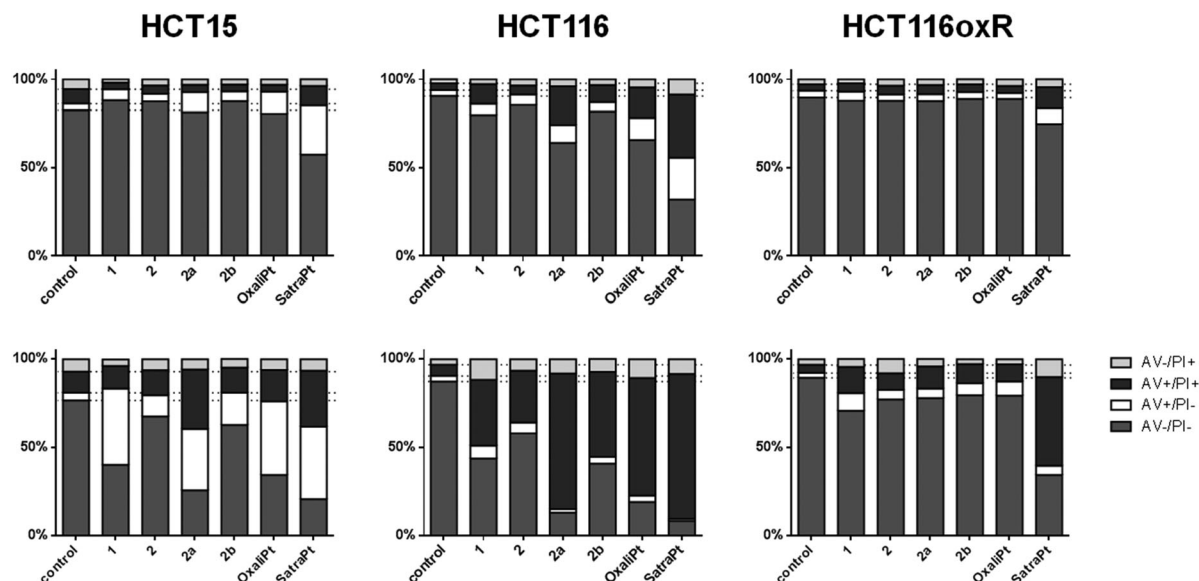 HCT15 HCT116 HCT116oxR
100% 100% 100%
50% 50% 50%
0% 0% 0%
control 1 2 2a 2b OxaliPt SatraPt control 1 2 2a 2b OxaliPt SatraPt control 1 2 2a 2b OxaliPt SatraPt
100% 100% 100%
AV-/PI+
AV+/PI+
AV+/PI-
AV-/PI-
50% 50% 50%
0% 0% 0%
control 1 2 2a 2b OxaliPt SatraPt control 1 2 2a 2b OxaliPt SatraPt control 1 2 2a 2b OxaliPt SatraPt